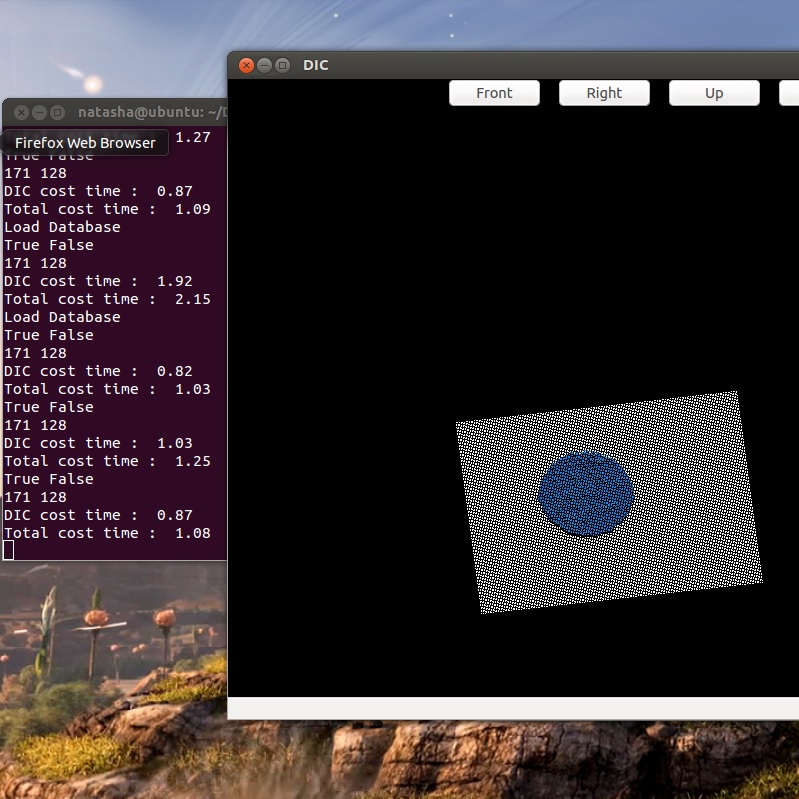 DIC
Front Right Up
natasha@ubuntu: ~/
1.27
Firefox Web Browser
True False
171 128
DIC cost time :  0.87
Total cost time :  1.09
Load Database
True False
171 128
DIC cost time :  1.92
Total cost time :  2.15
Load Database
True False
171 128
DIC cost time :  0.82
Total cost time :  1.03
True False
171 128
DIC cost time :  1.03
Total cost time :  1.25
True False
171 128
DIC cost time :  0.87
Total cost time :  1.08